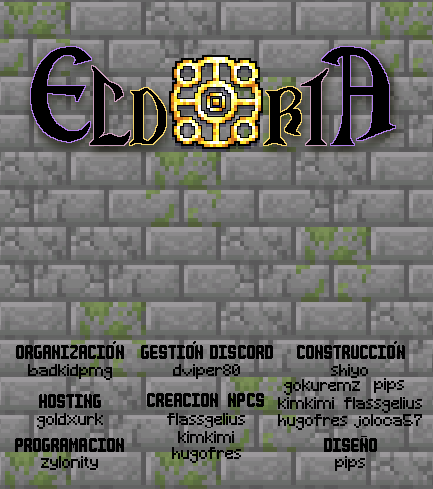 ELDORIA
ORGANIZACIÓN
badkidpmg
HOSTING
goldxurk
PROGRAMACION
zylonity
GESTIÓN DISCORD
dviper80
CREACION NPCS
flassgelius
kimkimi
hugofres
CONSTRUCCIÓN
shiyo
gokuremz pips
kimkimi flassgelius
hugofres joloca57
DISEÑO
pips